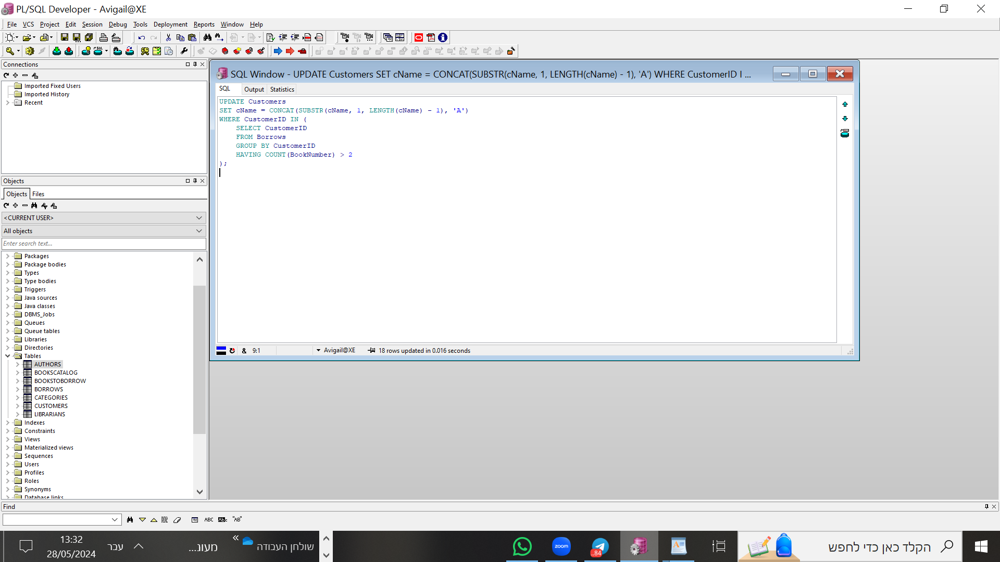 PL/SQL Developer - Avigail@XE
File VCS Project Edit Session Debug Tools Deployment Reports Window Help
Connections
Imported Fixed Users
Imported History
Recent
Objects
Objects Files
<CURRENT USER>
All objects
Enter search text...
Packages
Package bodies
Types
Type bodies
Triggers
Java sources
Java classes
DBMS_Jobs
Queues
Queue tables
Libraries
Directories
Tables
AUTHORS
BOOKSCATALOG
BOOKSTOBORROW
BORROWS
CATEGORIES
CUSTOMERS
LIBRARIANS
Indexes
Constraints
Views
Materialized views
Sequences
Users
Profiles
Roles
Synonyms
Database links
SQL Window - UPDATE Customers SET cName = CONCAT(SUBSTR(cName, 1, LENGTH(cName) - 1), 'A') WHERE CustomerID I ...
SQL Output Statistics
UPDATE Customers
SET cName = CONCAT(SUBSTR(cName, 1, LENGTH(cName) - 1), 'A')
WHERE CustomerID IN (
SELECT CustomerID
FROM Borrows
GROUP BY CustomerID
HAVING COUNT(BookNumber) > 2
);
& 9:1 Avigail@XE 18 rows updated in 0.016 seconds
Find
ABC "AB"
13:32
28/05/2024
עבר
מעונ...
שולחן העבודה
zoom
..84
הקלד כאן כדי לחפש